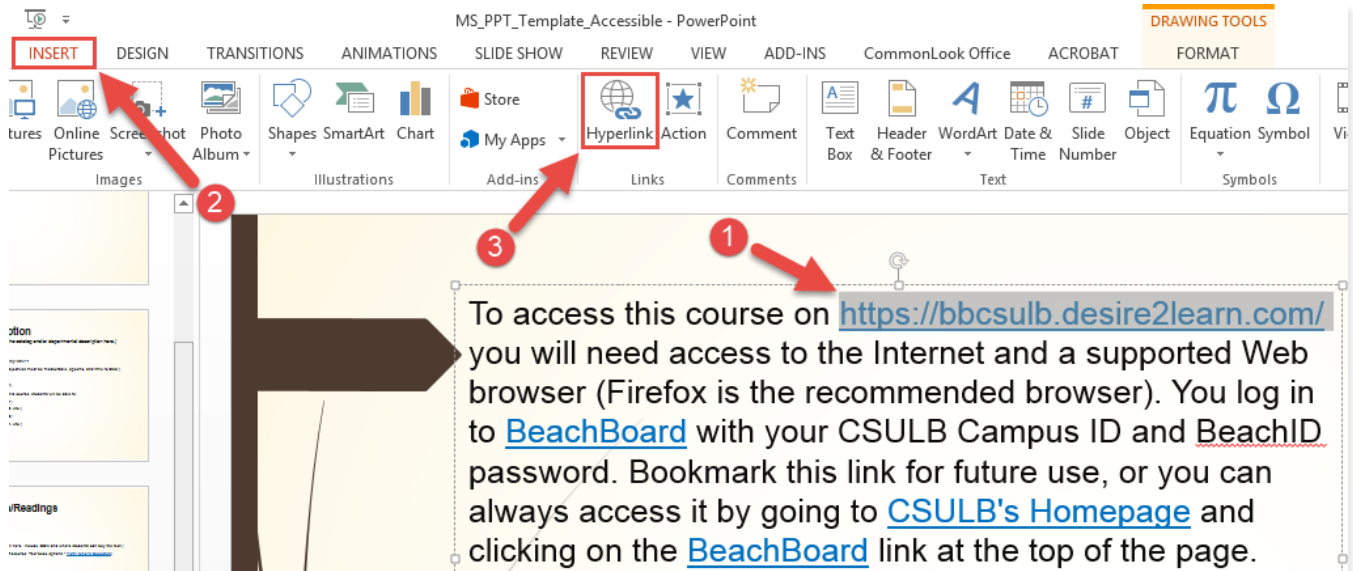 MS_PPT_Template_Accessible - PowerPoint
DRAWING TOOLS
INSERT DESIGN TRANSITIONS ANIMATIONS SLIDE SHOW REVIEW VIEW ADD-INS CommonLook Office ACROBAT FORMAT
tures Online Pictures Screenshot Photo Album Shapes SmartArt Chart
Store
My Apps
Hyperlink Action Comment Text Box Header & Footer WordArt Date & Time Slide Number Object Equation Symbol Vi
Images Illustrations Add-ins Links Comments Text Symbols
2
3
1
To access this course on https://bbcsulb.desire2learn.com/
you will need access to the Internet and a supported Web
browser (Firefox is the recommended browser). You log in
to BeachBoard with your CSULB Campus ID and BeachID
password. Bookmark this link for future use, or you can
always access it by going to CSULB's Homepage and
clicking on the BeachBoard link at the top of the page.
ption
/Readings